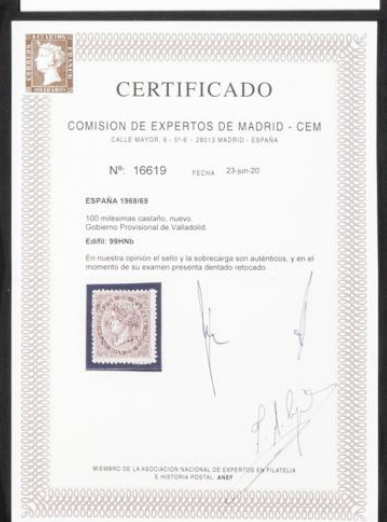 CERTIFICADO
COMISION DE EXPERTOS DE MADRID - CEM
CALLE MAYOR, 6 - 5º-6 - 28013 MADRID - ESPAÑA
Nº: 16619 FECHA 23-jun-20
ESPAÑA 1968/69
100 milésimas castaño, nuevo.
Gobierno Provisional de Valladolid.
Edifil: 99HNb
En nuestra opinión el sello y la sobrecarga son auténticos, y en el
momento de su examen presenta dentado retocado.
MIEMBRO DE LA ASOCIACIÓN NACIONAL DE EXPERTOS EN FILATELIA
E HISTORIA POSTAL ANEF